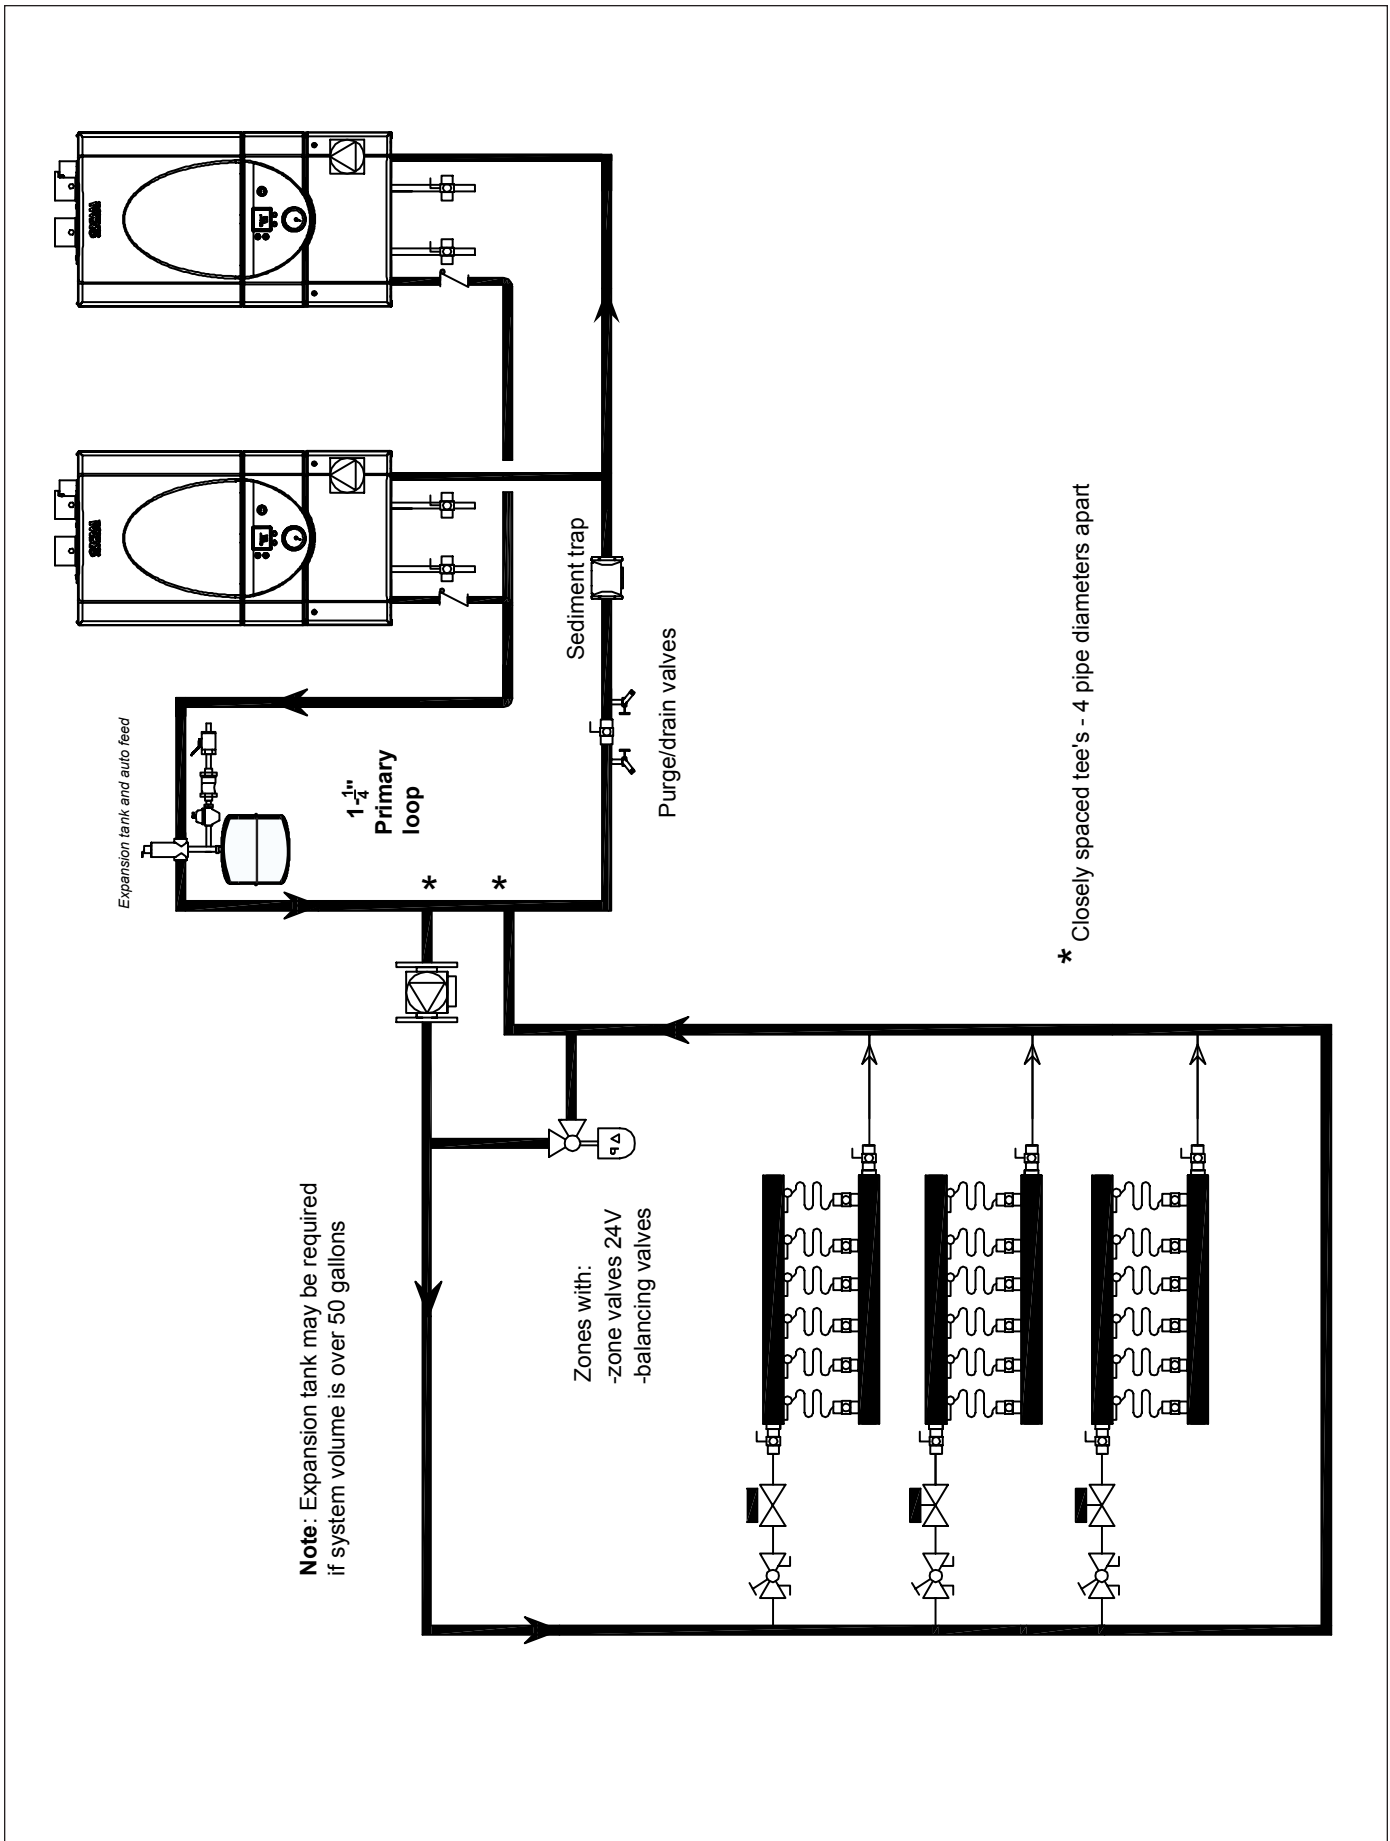 Expansion tank and auto feed
1-1/4"
Primary
loop
*
*
Sediment trap
Purge/drain valves
Note: Expansion tank may be required
if system volume is over 50 gallons
Zones with:
-zone valves 24V
-balancing valves
ΔP
* Closely spaced tee's - 4 pipe diameters apart